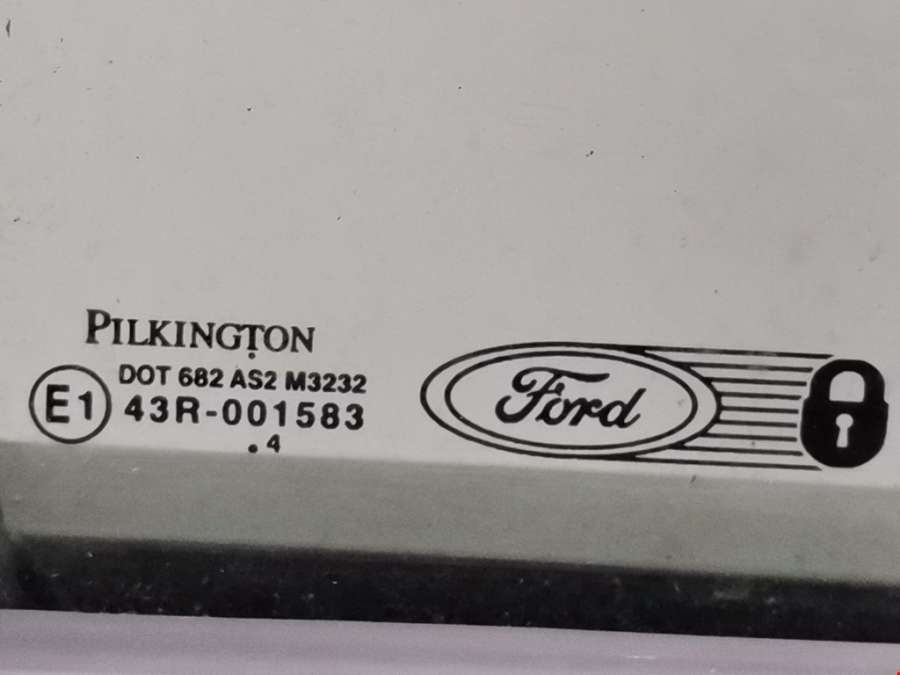 PILKINGTON
DOT 682 AS2 M3232
E1 43R-001583
.4
Ford